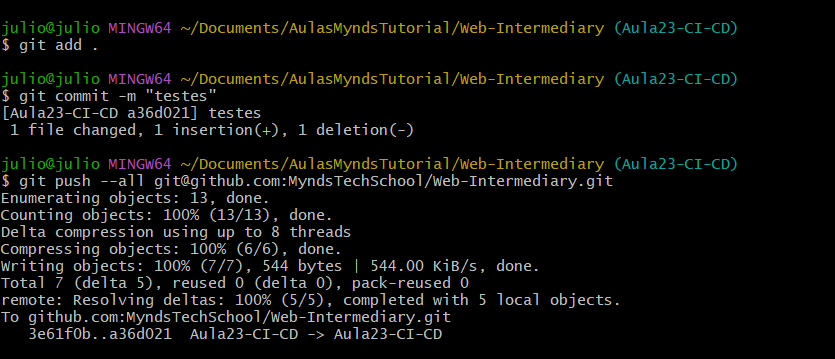 julio@julio MINGW64 ~/Documents/AulasMyndsTutorial/Web-Intermediary (Aula23-CI-CD)
$ git add .
julio@julio MINGW64 ~/Documents/AulasMyndsTutorial/Web-Intermediary (Aula23-CI-CD)
$ git commit -m "testes"
[Aula23-CI-CD a36d021] testes
 1 file changed, 1 insertion(+), 1 deletion(-)
julio@julio MINGW64 ~/Documents/AulasMyndsTutorial/Web-Intermediary (Aula23-CI-CD)
$ git push --all git@github.com:MyndsTechSchool/Web-Intermediary.git
Enumerating objects: 13, done.
Counting objects: 100% (13/13), done.
Delta compression using up to 8 threads
Compressing objects: 100% (6/6), done.
Writing objects: 100% (7/7), 544 bytes | 544.00 KiB/s, done.
Total 7 (delta 5), reused 0 (delta 0), pack-reused 0
remote: Resolving deltas: 100% (5/5), completed with 5 local objects.
To github.com:MyndsTechSchool/Web-Intermediary.git
   3e61f0b..a36d021  Aula23-CI-CD -> Aula23-CI-CD